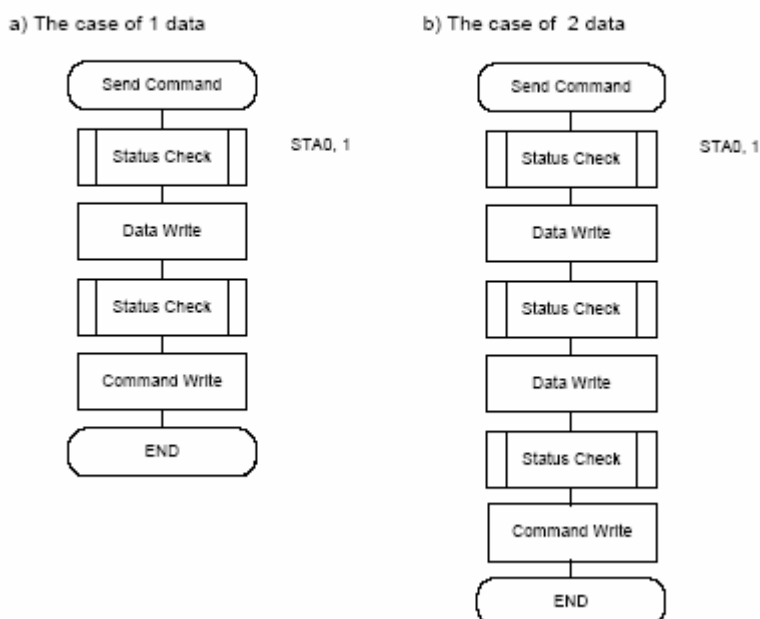 a) The case of 1 data
Send Command
Status Check
STA0, 1
Data Write
Status Check
Command Write
END
b) The case of 2 data
Send Command
Status Check
STA0, 1
Data Write
Status Check
Data Write
Status Check
Command Write
END